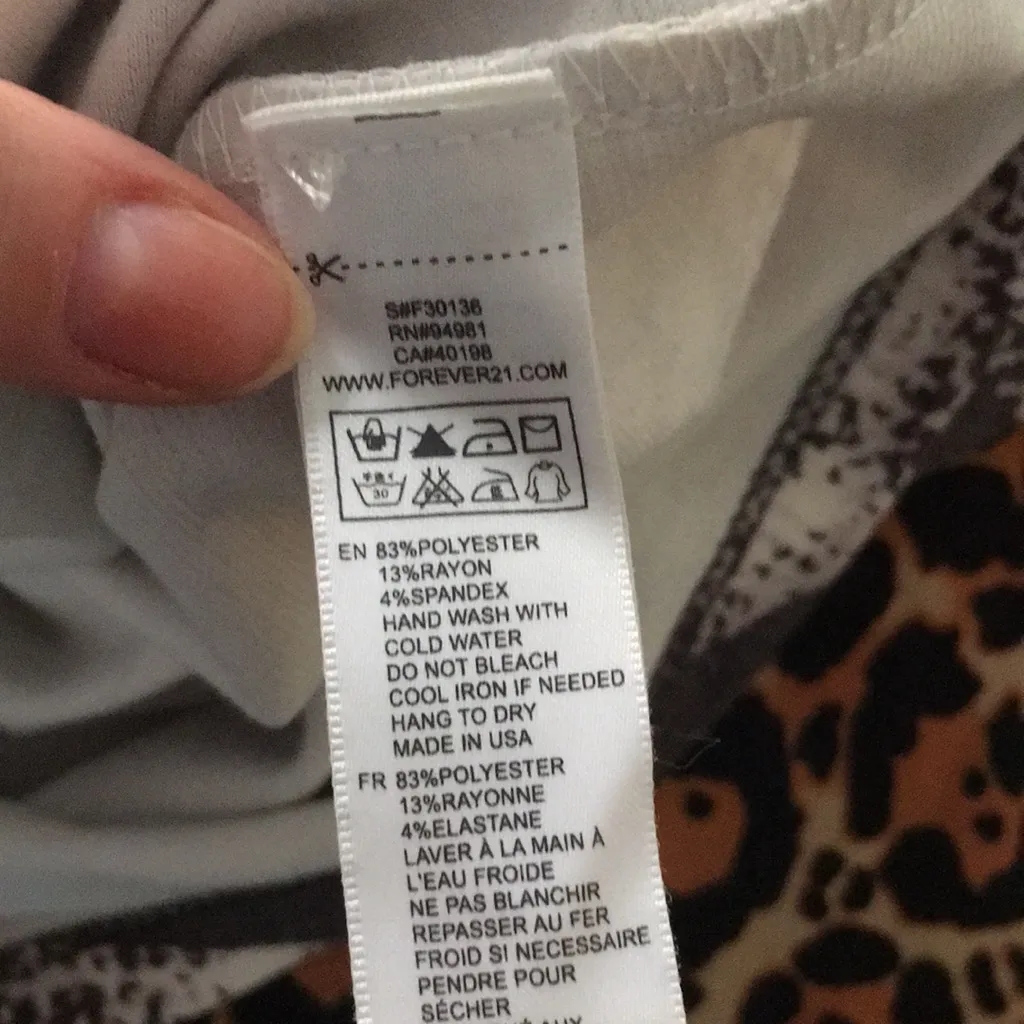 S#F30136
RN#94981
CA#40198
WWW.FOREVER21.COM
30
EN 83%POLYESTER
13%RAYON
4%SPANDEX
HAND WASH WITH
COLD WATER
DO NOT BLEACH
COOL IRON IF NEEDED
HANG TO DRY
MADE IN USA
FR 83%POLYESTER
13%RAYONNE
4%ELASTANE
LAVER À LA MAIN À
L'EAU FROIDE
NE PAS BLANCHIR
REPASSER AU FER
FROID SI NECESSAIRE
PENDRE POUR
SÉCHER